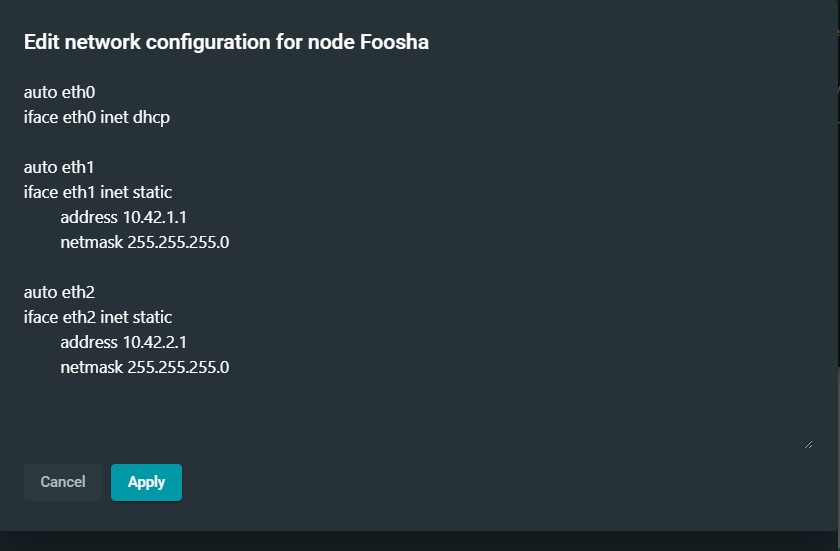 Edit network configuration for node Foosha
auto eth0
iface eth0 inet dhcp
auto eth1
iface eth1 inet static
address 10.42.1.1
netmask 255.255.255.0
auto eth2
iface eth2 inet static
address 10.42.2.1
netmask 255.255.255.0
Cancel
Apply